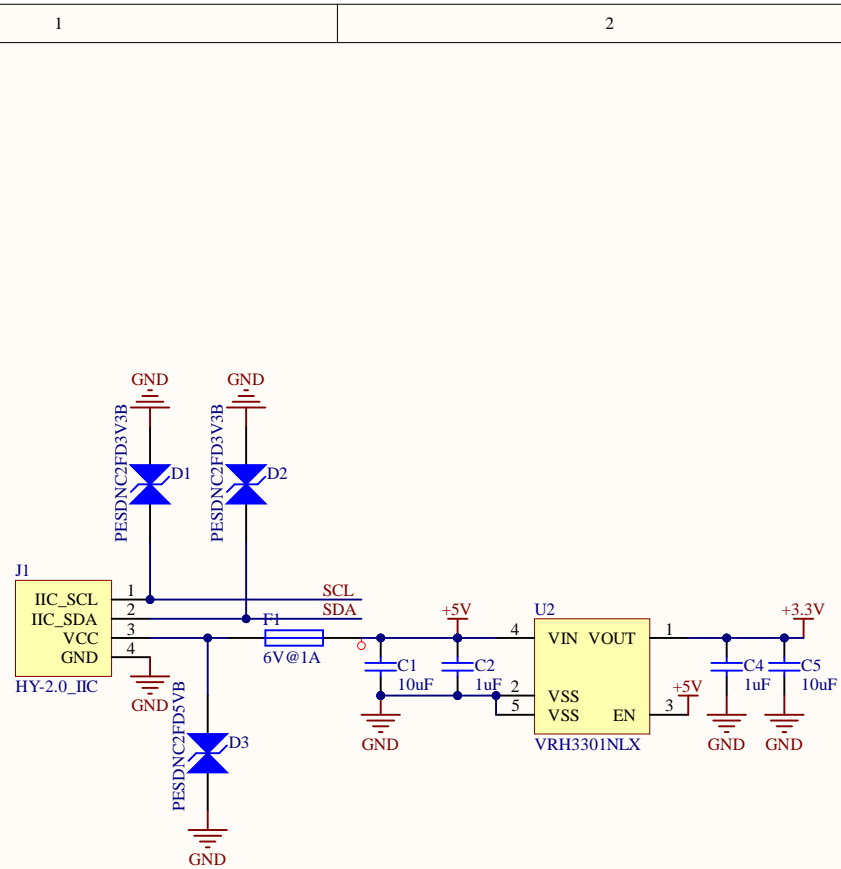 1
2
GND
GND
PESDNC2FD3V3B
D1
PESDNC2FD3V3B
D2
J1
IIC_SCL
1
SCL
IIC_SDA
2
SDA
VCC
3
GND
4
HY-2.0_IIC
GND
F1
6V@1A
PESDNC2FD5VB
D3
GND
+5V
C1
10uF
C2
1uF
GND
U2
4
VIN
VOUT
1
2
VSS
5
VSS
EN
3
VRH3301NLX
+5V
+3.3V
C4
1uF
C5
10uF
GND
GND